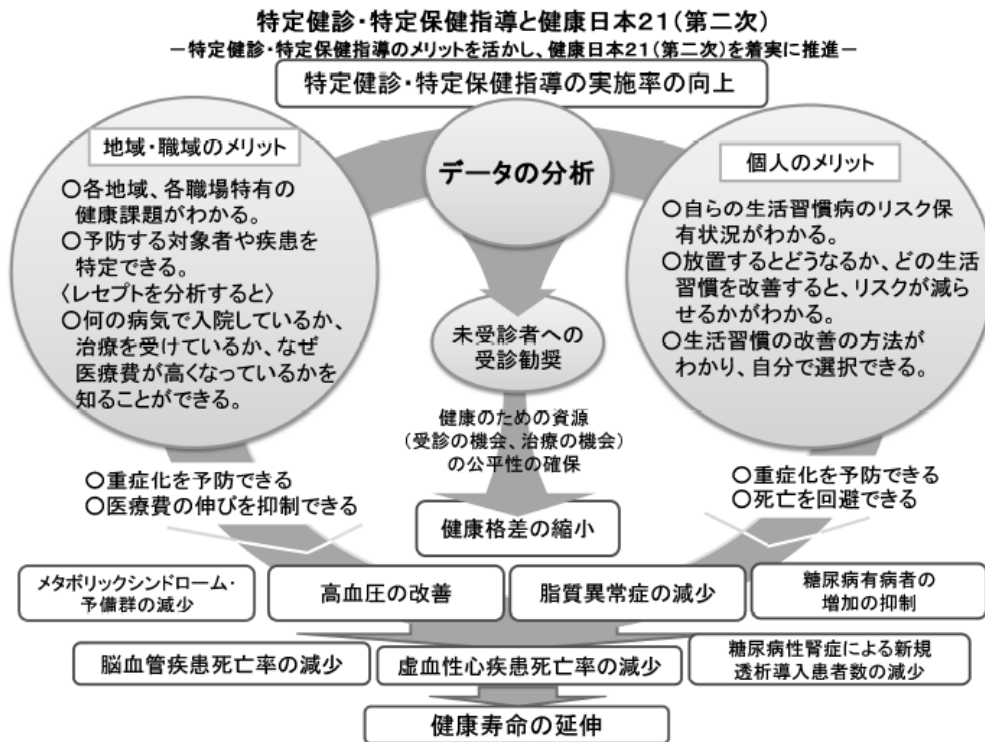 特定健診・特定保健指導と健康日本21(第二次)
－特定健診・特定保健指導のメリットを活かし、健康日本21(第二次)を着実に推進－
特定健診・特定保健指導の実施率の向上
地域・職域のメリット
〇各地域、各職場特有の
健康課題がわかる。
〇予防する対象者や疾患を
特定できる。
〈レセプトを分析すると〉
〇何の病気で入院しているか、
治療を受けているか、なぜ
医療費が高くなっているかを
知ることができる。
〇重症化を予防できる
〇医療費の伸びを抑制できる
データの分析
未受診者への
受診勧奨
健康のための資源
(受診の機会、治療の機会)
の公平性の確保
健康格差の縮小
個人のメリット
〇自らの生活習慣病のリスク保
有状況がわかる。
〇放置するとどうなるか、どの生活
習慣を改善すると、リスクが減ら
せるかがわかる。
〇生活習慣の改善の方法が
わかり、自分で選択できる。
〇重症化を予防できる
〇死亡を回避できる
メタボリックシンドローム・
予備群の減少
高血圧の改善
脂質異常症の減少
糖尿病有病者の
増加の抑制
脳血管疾患死亡率の減少
虚血性心疾患死亡率の減少
糖尿病性腎症による新規
透析導入患者数の減少
健康寿命の延伸